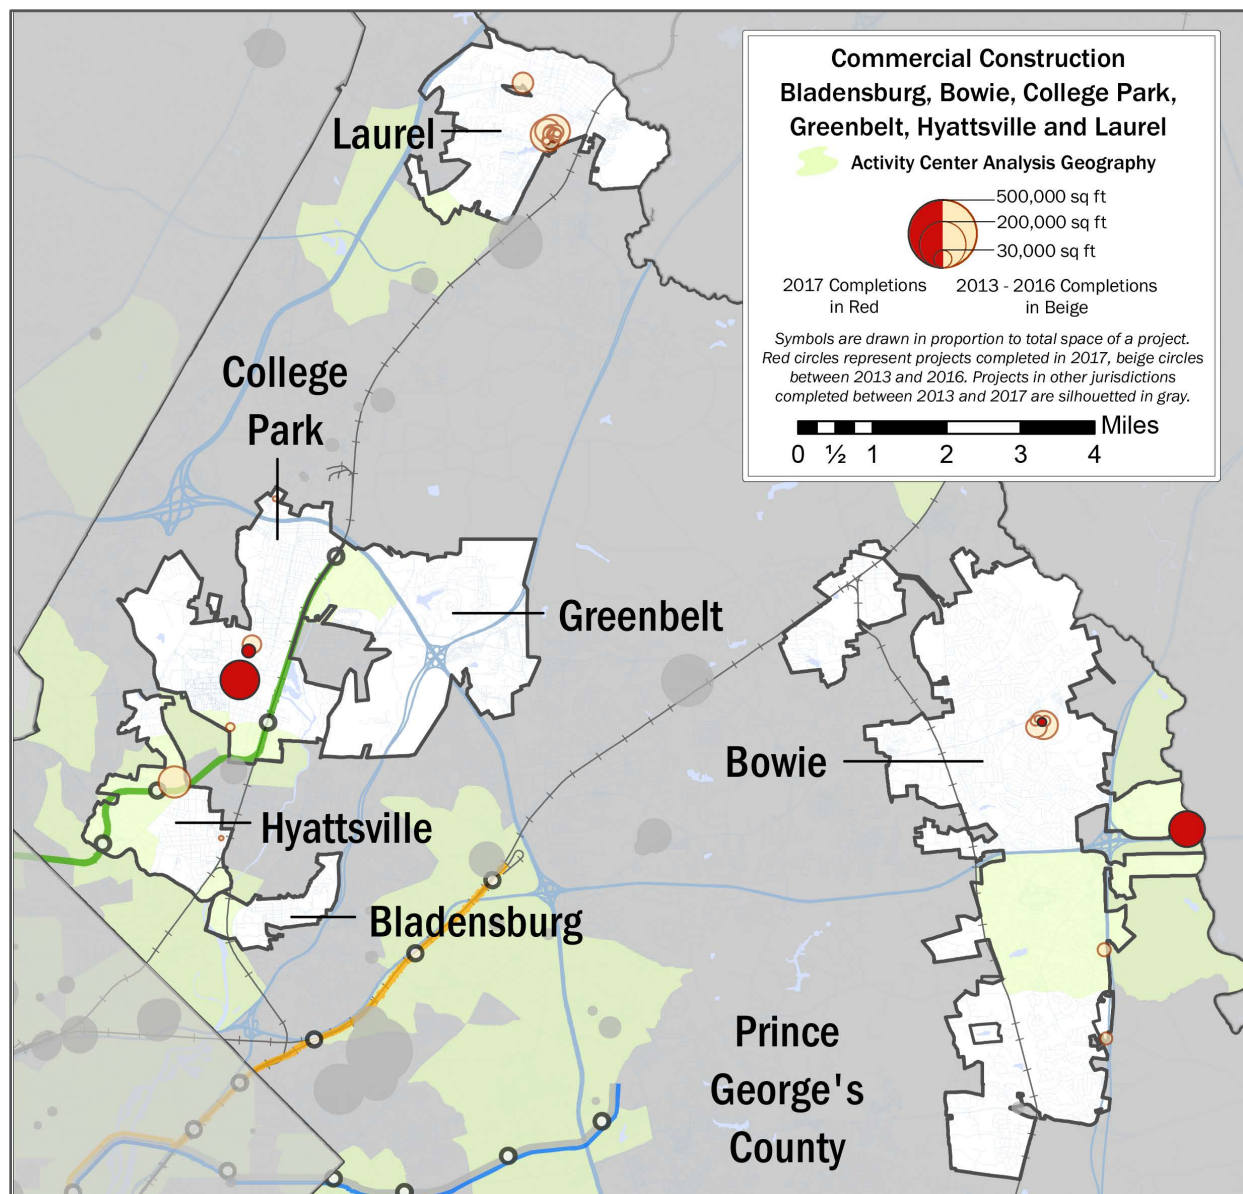 Commercial Construction
Bladensburg, Bowie, College Park,
Greenbelt, Hyattsville and Laurel
Activity Center Analysis Geography
500,000 sq ft
200,000 sq ft
30,000 sq ft
2017 Completions
in Red
2013 - 2016 Completions
in Beige
Symbols are drawn in proportion to total space of a project.
Red circles represent projects completed in 2017, beige circles
between 2013 and 2016. Projects in other jurisdictions
completed between 2013 and 2017 are silhouetted in gray.
Miles
0 ½ 1 2 3 4
Laurel
College
Park
Greenbelt
Bowie
Hyattsville
Bladensburg
Prince
George's
County